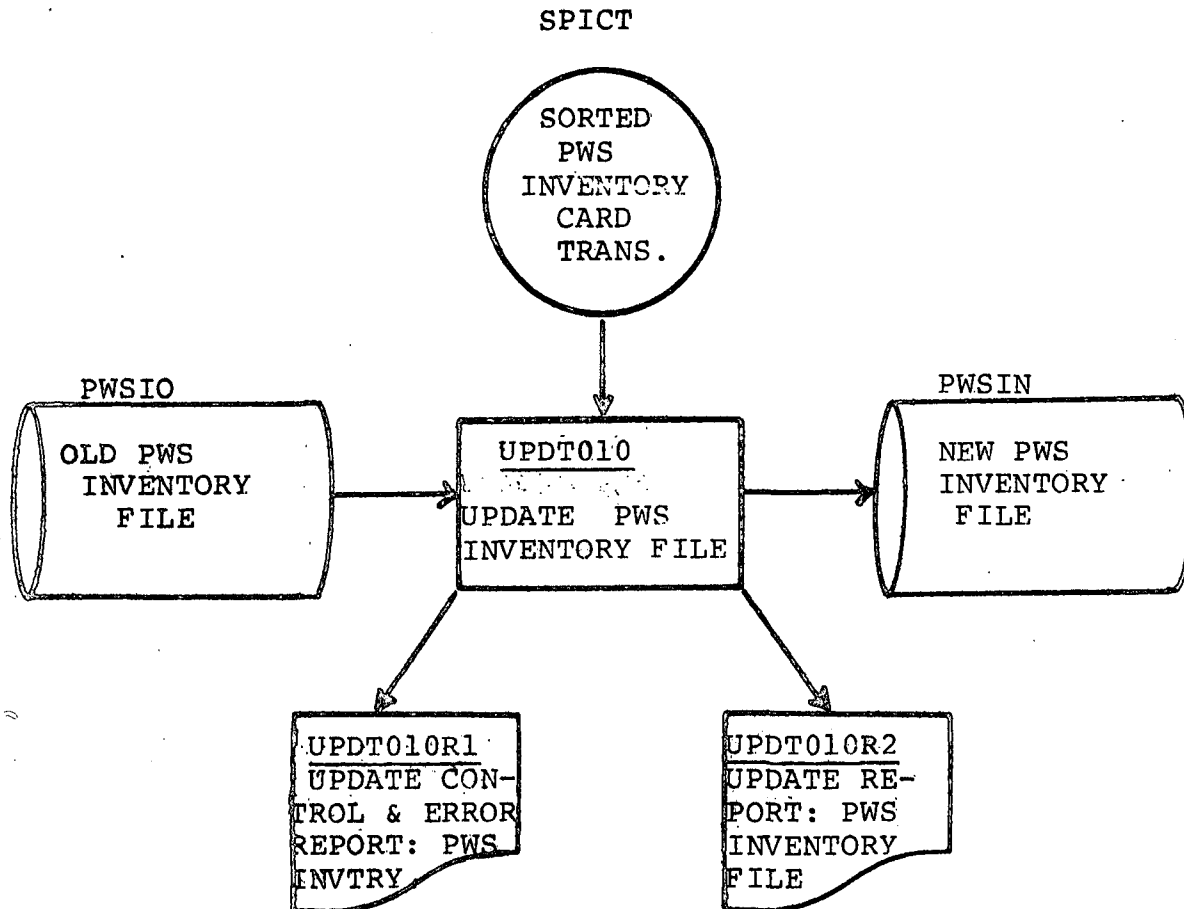 SPICT
SORTED
PWS
INVENTORY
CARD
TRANS.
PWSIO
OLD PWS
INVENTORY
FILE
UPDT010
UPDATE PWS
INVENTORY FILE
PWSIN
NEW PWS
INVENTORY
FILE
UPDT010R1
UPDATE CON-
TROL & ERROR
REPORT: PWS
INVTRY
UPDT010R2
UPDATE RE-
PORT: PWS
INVENTORY
FILE